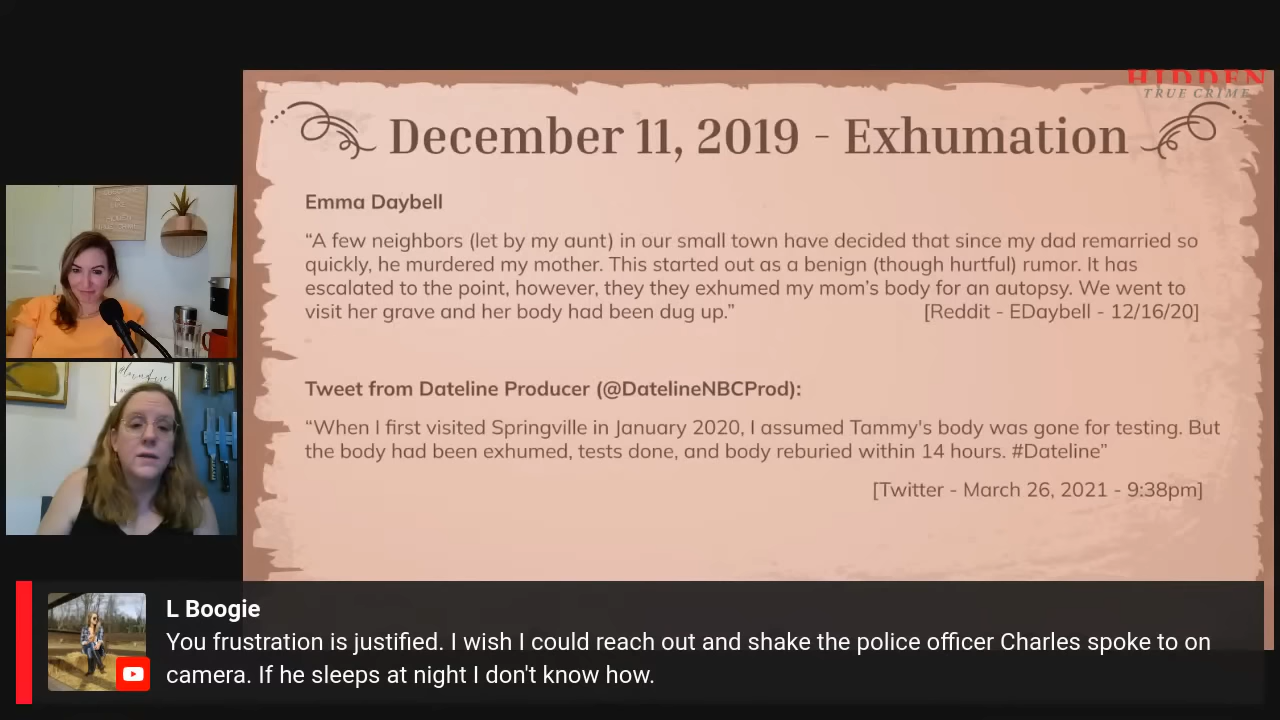 HIDDEN
TRUE CRIME
December 11, 2019 - Exhumation
Emma Daybell
“A few neighbors (let by my aunt) in our small town have decided that since my dad remarried so
quickly, he murdered my mother. This started out as a benign (though hurtful) rumor. It has
escalated to the point, however, they they exhumed my mom’s body for an autopsy. We went to
visit her grave and her body had been dug up.” [Reddit - EDaybell - 12/16/20]
Tweet from Dateline Producer (@DatelineNBCProd):
“When I first visited Springville in January 2020, I assumed Tammy's body was gone for testing. But
the body had been exhumed, tests done, and body reburied within 14 hours. #Dateline”
[Twitter - March 26, 2021 - 9:38pm]
L Boogie
You frustration is justified. I wish I could reach out and shake the police officer Charles spoke to on
camera. If he sleeps at night I don't know how.